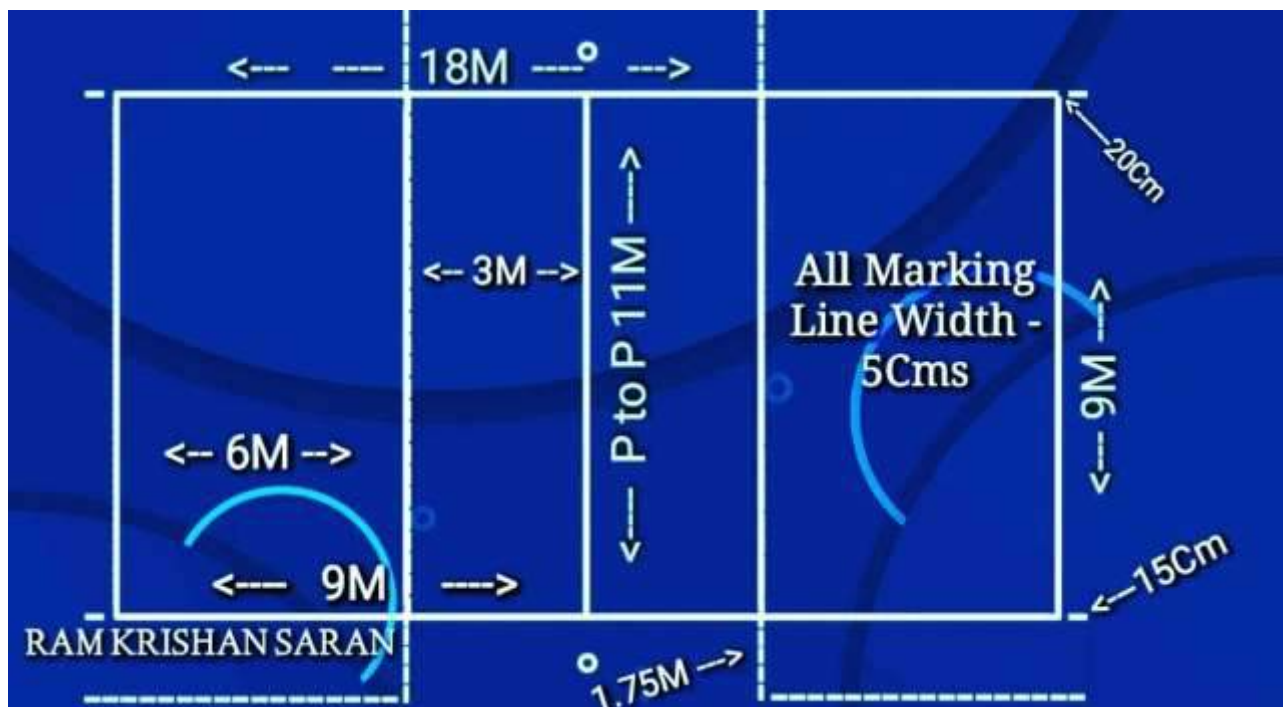 <--- ---- 18M ---- --->
<----20Cm
<-- 3M -->
<---- P to P 11M ---->
All Marking
Line Width -
5Cms
<--- 9M --->
<-- 6M -->
<---- 9M ---->
<---15Cm
RAM KRISHAN SARAN
1.75M --->